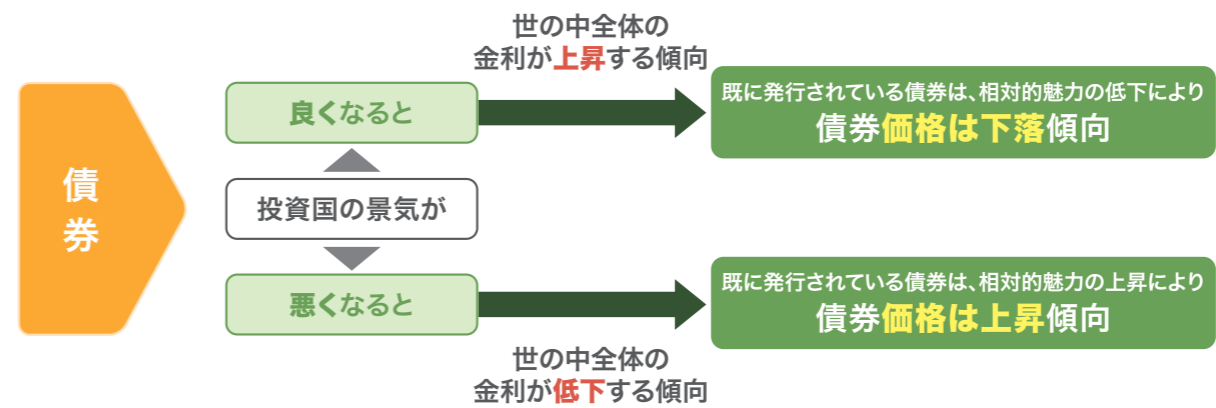 債券
世の中全体の
金利が上昇する傾向
良くなると
既に発行されている債券は、相対的魅力の低下により
債券価格は下落傾向
投資国の景気が
悪くなると
既に発行されている債券は、相対的魅力の上昇により
債券価格は上昇傾向
世の中全体の
金利が低下する傾向